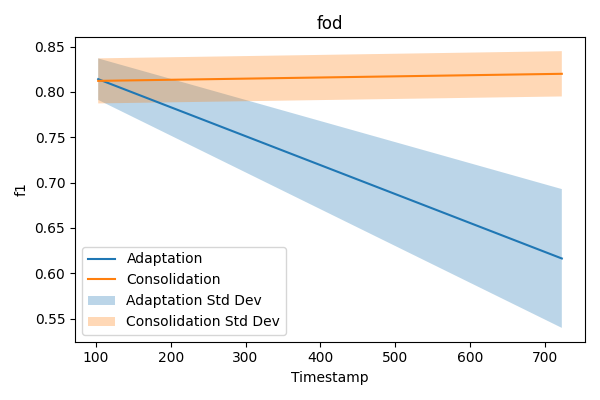 fod
0.85
0.80
0.75
0.70
0.65
0.60
0.55
f1
Adaptation
Consolidation
Adaptation Std Dev
Consolidation Std Dev
100 200 300 400 500 600 700
Timestamp